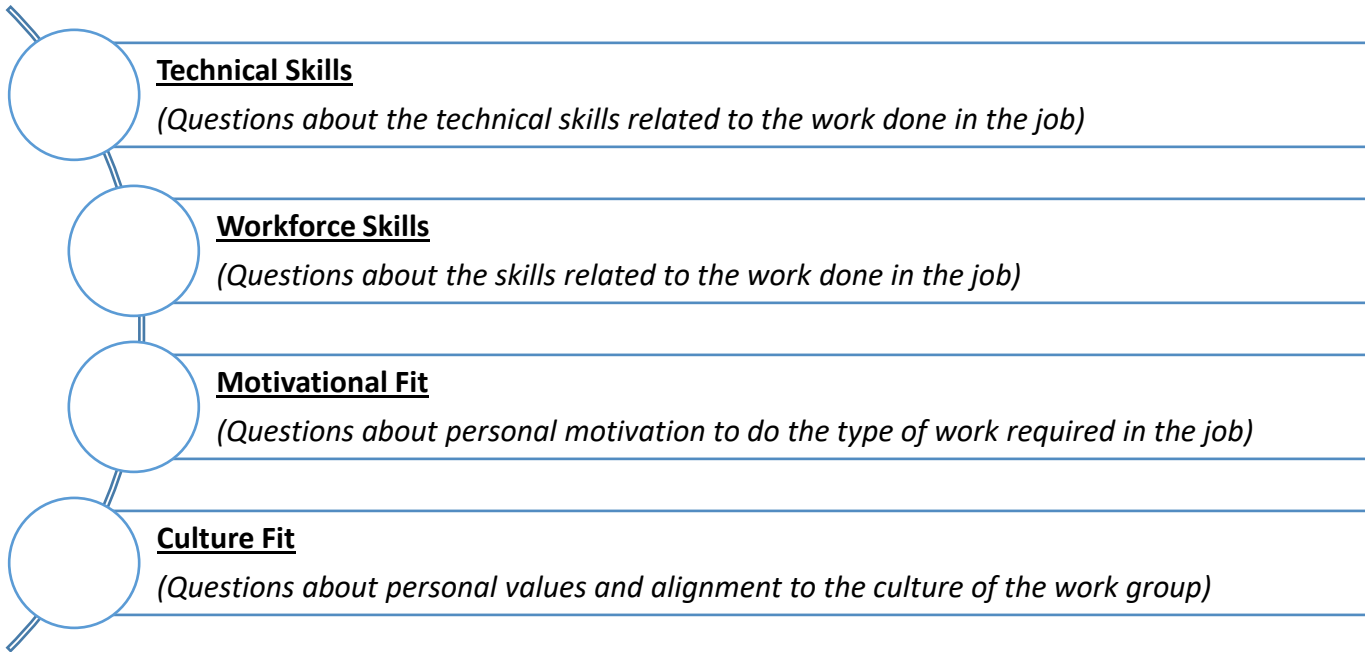 Technical Skills
(Questions about the technical skills related to the work done in the job)
Workforce Skills
(Questions about the skills related to the work done in the job)
Motivational Fit
(Questions about personal motivation to do the type of work required in the job)
Culture Fit
(Questions about personal values and alignment to the culture of the work group)